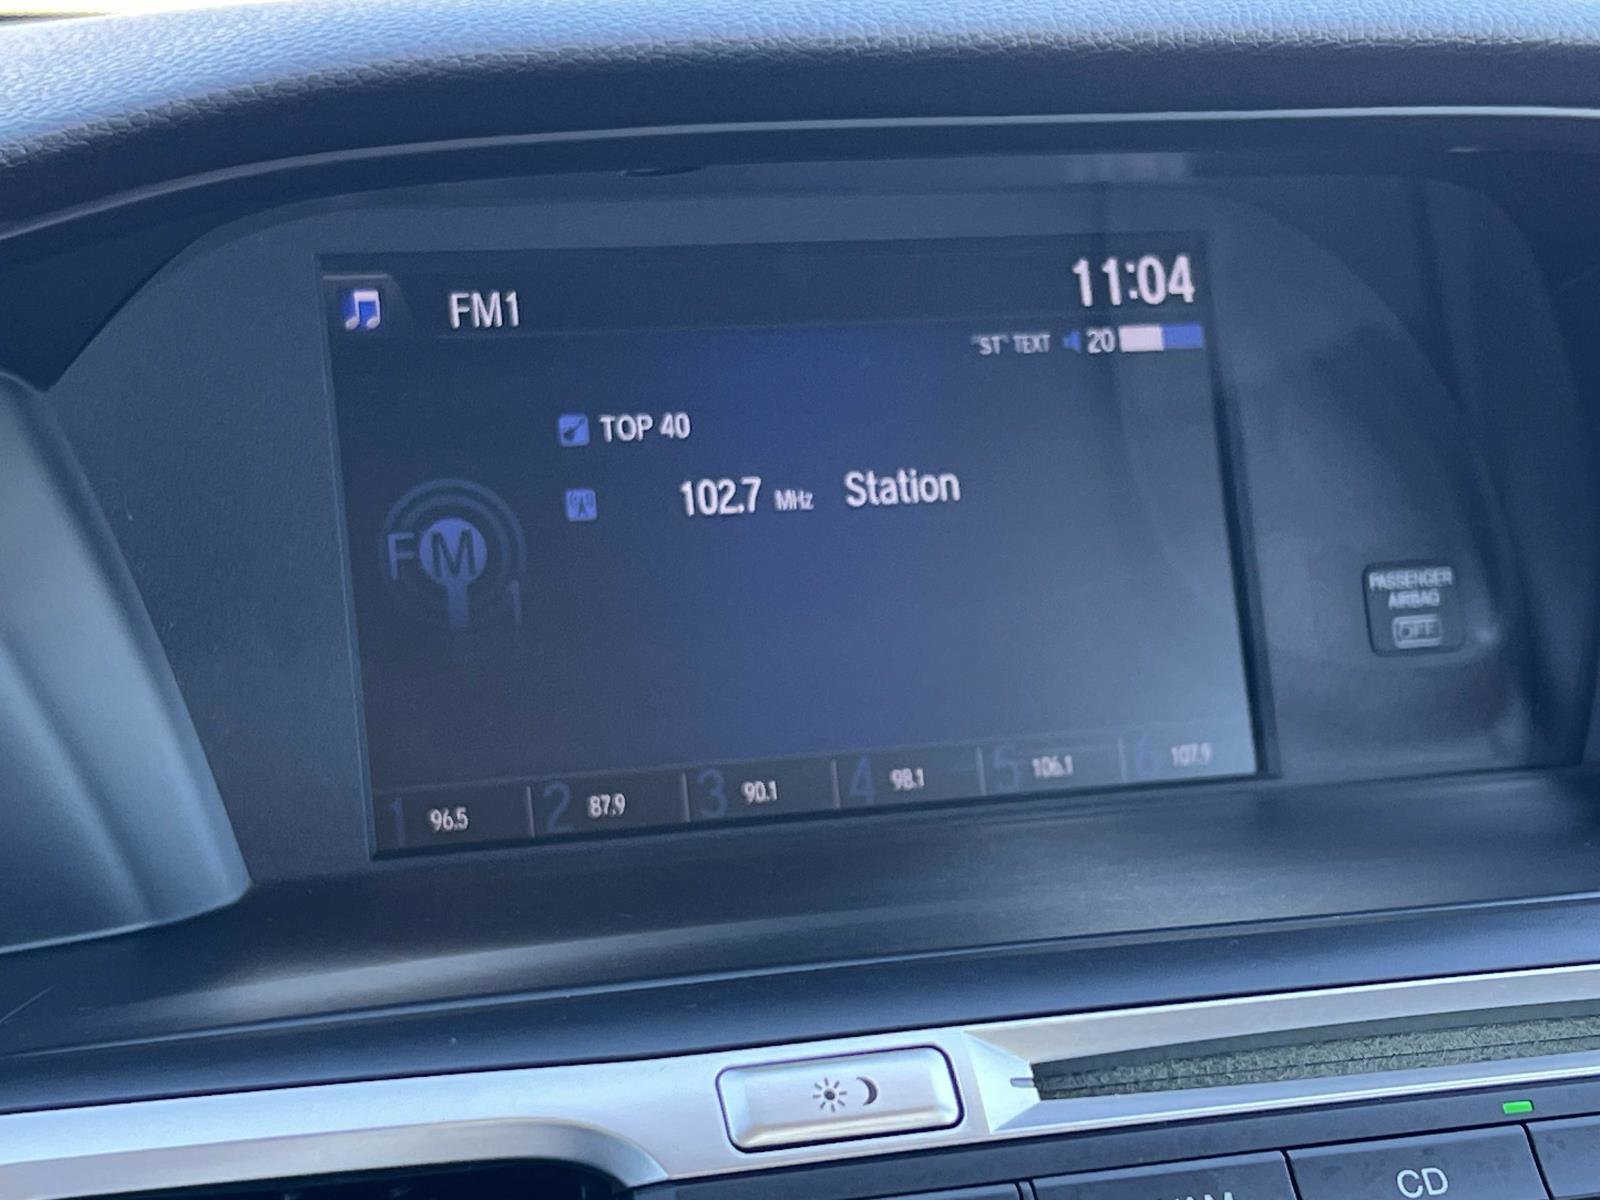 FM1
11:04
"ST" TEXT 20
TOP 40
102.7 MHz Station
FM
1
1 96.5 2 87.9 3 90.1 4 98.1 5 106.1 6 107.9
PASSENGER
AIRBAG
OFF
CD